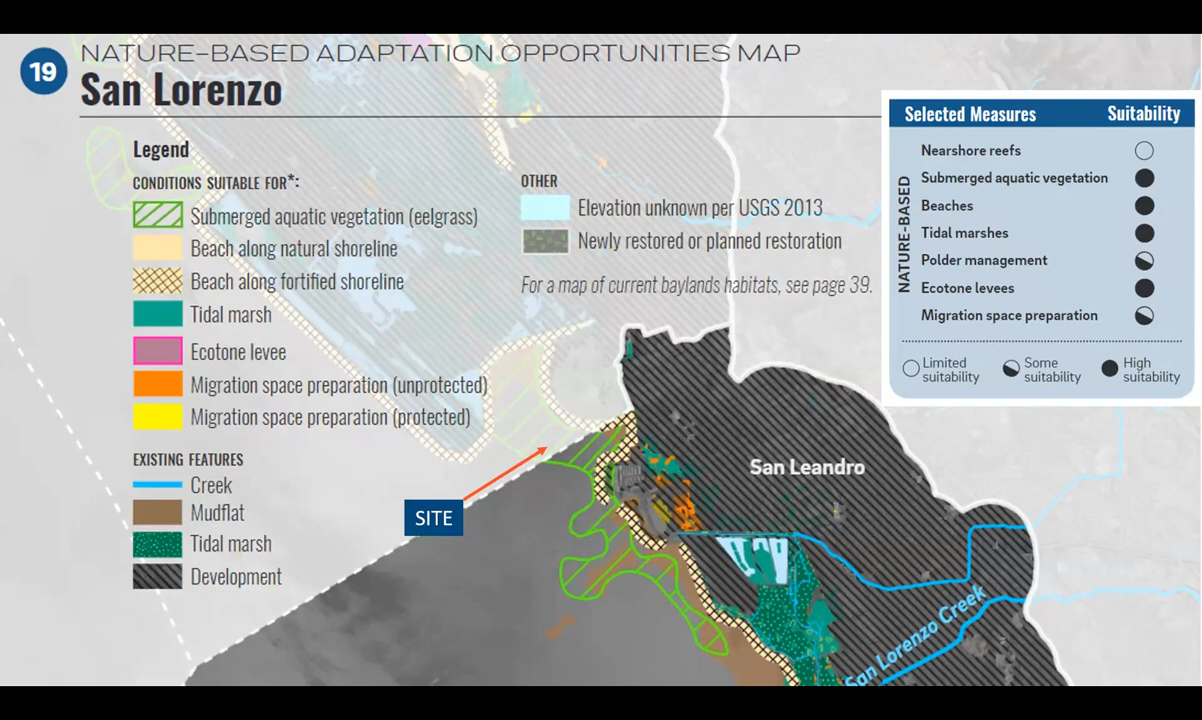 19
NATURE-BASED ADAPTATION OPPORTUNITIES MAP
San Lorenzo
Legend
CONDITIONS SUITABLE FOR*:
Submerged aquatic vegetation (eelgrass)
Beach along natural shoreline
Beach along fortified shoreline
Tidal marsh
Ecotone levee
Migration space preparation (unprotected)
Migration space preparation (protected)
EXISTING FEATURES
Creek
Mudflat
Tidal marsh
Development
OTHER
Elevation unknown per USGS 2013
Newly restored or planned restoration
For a map of current baylands habitats, see page 39.
Selected Measures Suitability
NATURE-BASED
Nearshore reefs
Submerged aquatic vegetation
Beaches
Tidal marshes
Polder management
Ecotone levees
Migration space preparation
Limited suitability
Some suitability
High suitability
SITE
San Leandro
San Lorenzo Creek